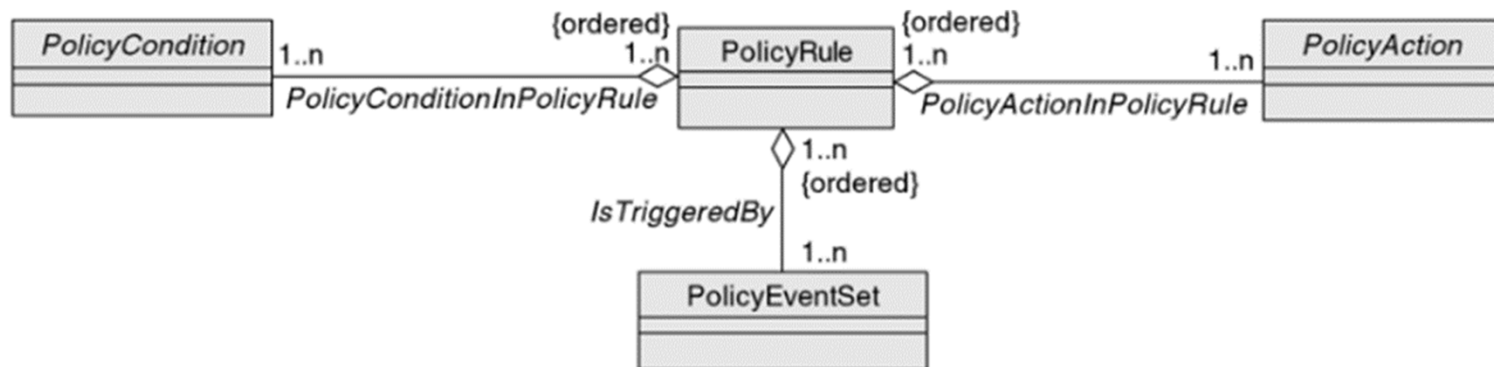 PolicyCondition
1..n
{ordered}
1..n
PolicyConditionInPolicyRule
PolicyRule
{ordered}
1..n
1..n
PolicyActionInPolicyRule
PolicyAction
1..n
{ordered}
IsTriggeredBy
1..n
PolicyEventSet